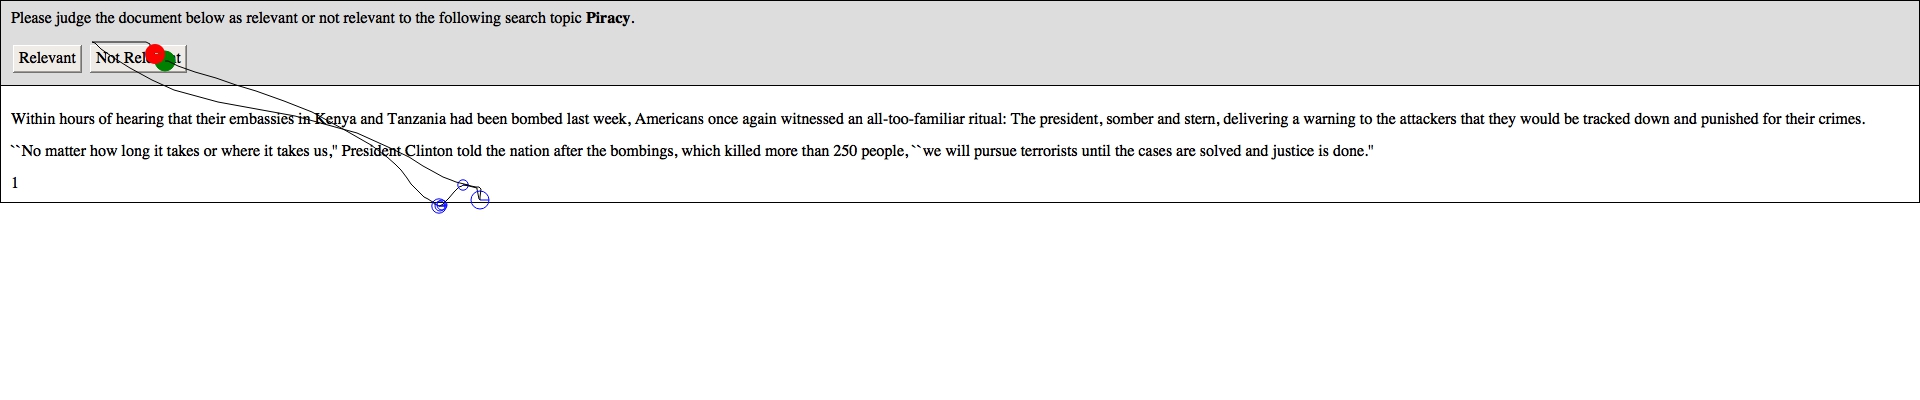 Please judge the document below as relevant or not relevant to the following search topic Piracy.
Relevant Not Relevant
Within hours of hearing that their embassies in Kenya and Tanzania had been bombed last week, Americans once again witnessed an all-too-familiar ritual: The president, somber and stern, delivering a warning to the attackers that they would be tracked down and punished for their crimes.
``No matter how long it takes or where it takes us,'' President Clinton told the nation after the bombings, which killed more than 250 people, ``we will pursue terrorists until the cases are solved and justice is done.''
1